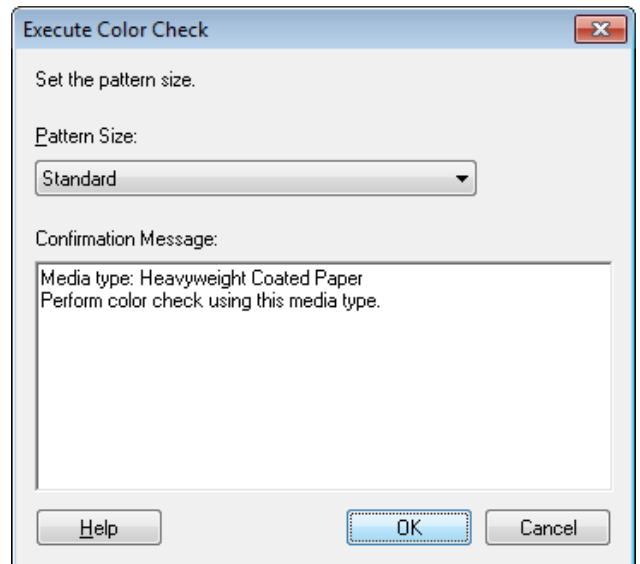 Execute Color Check
Set the pattern size.
Pattern Size:
Standard
Confirmation Message:
Media type: Heavyweight Coated Paper
Perform color check using this media type.
Help
OK
Cancel